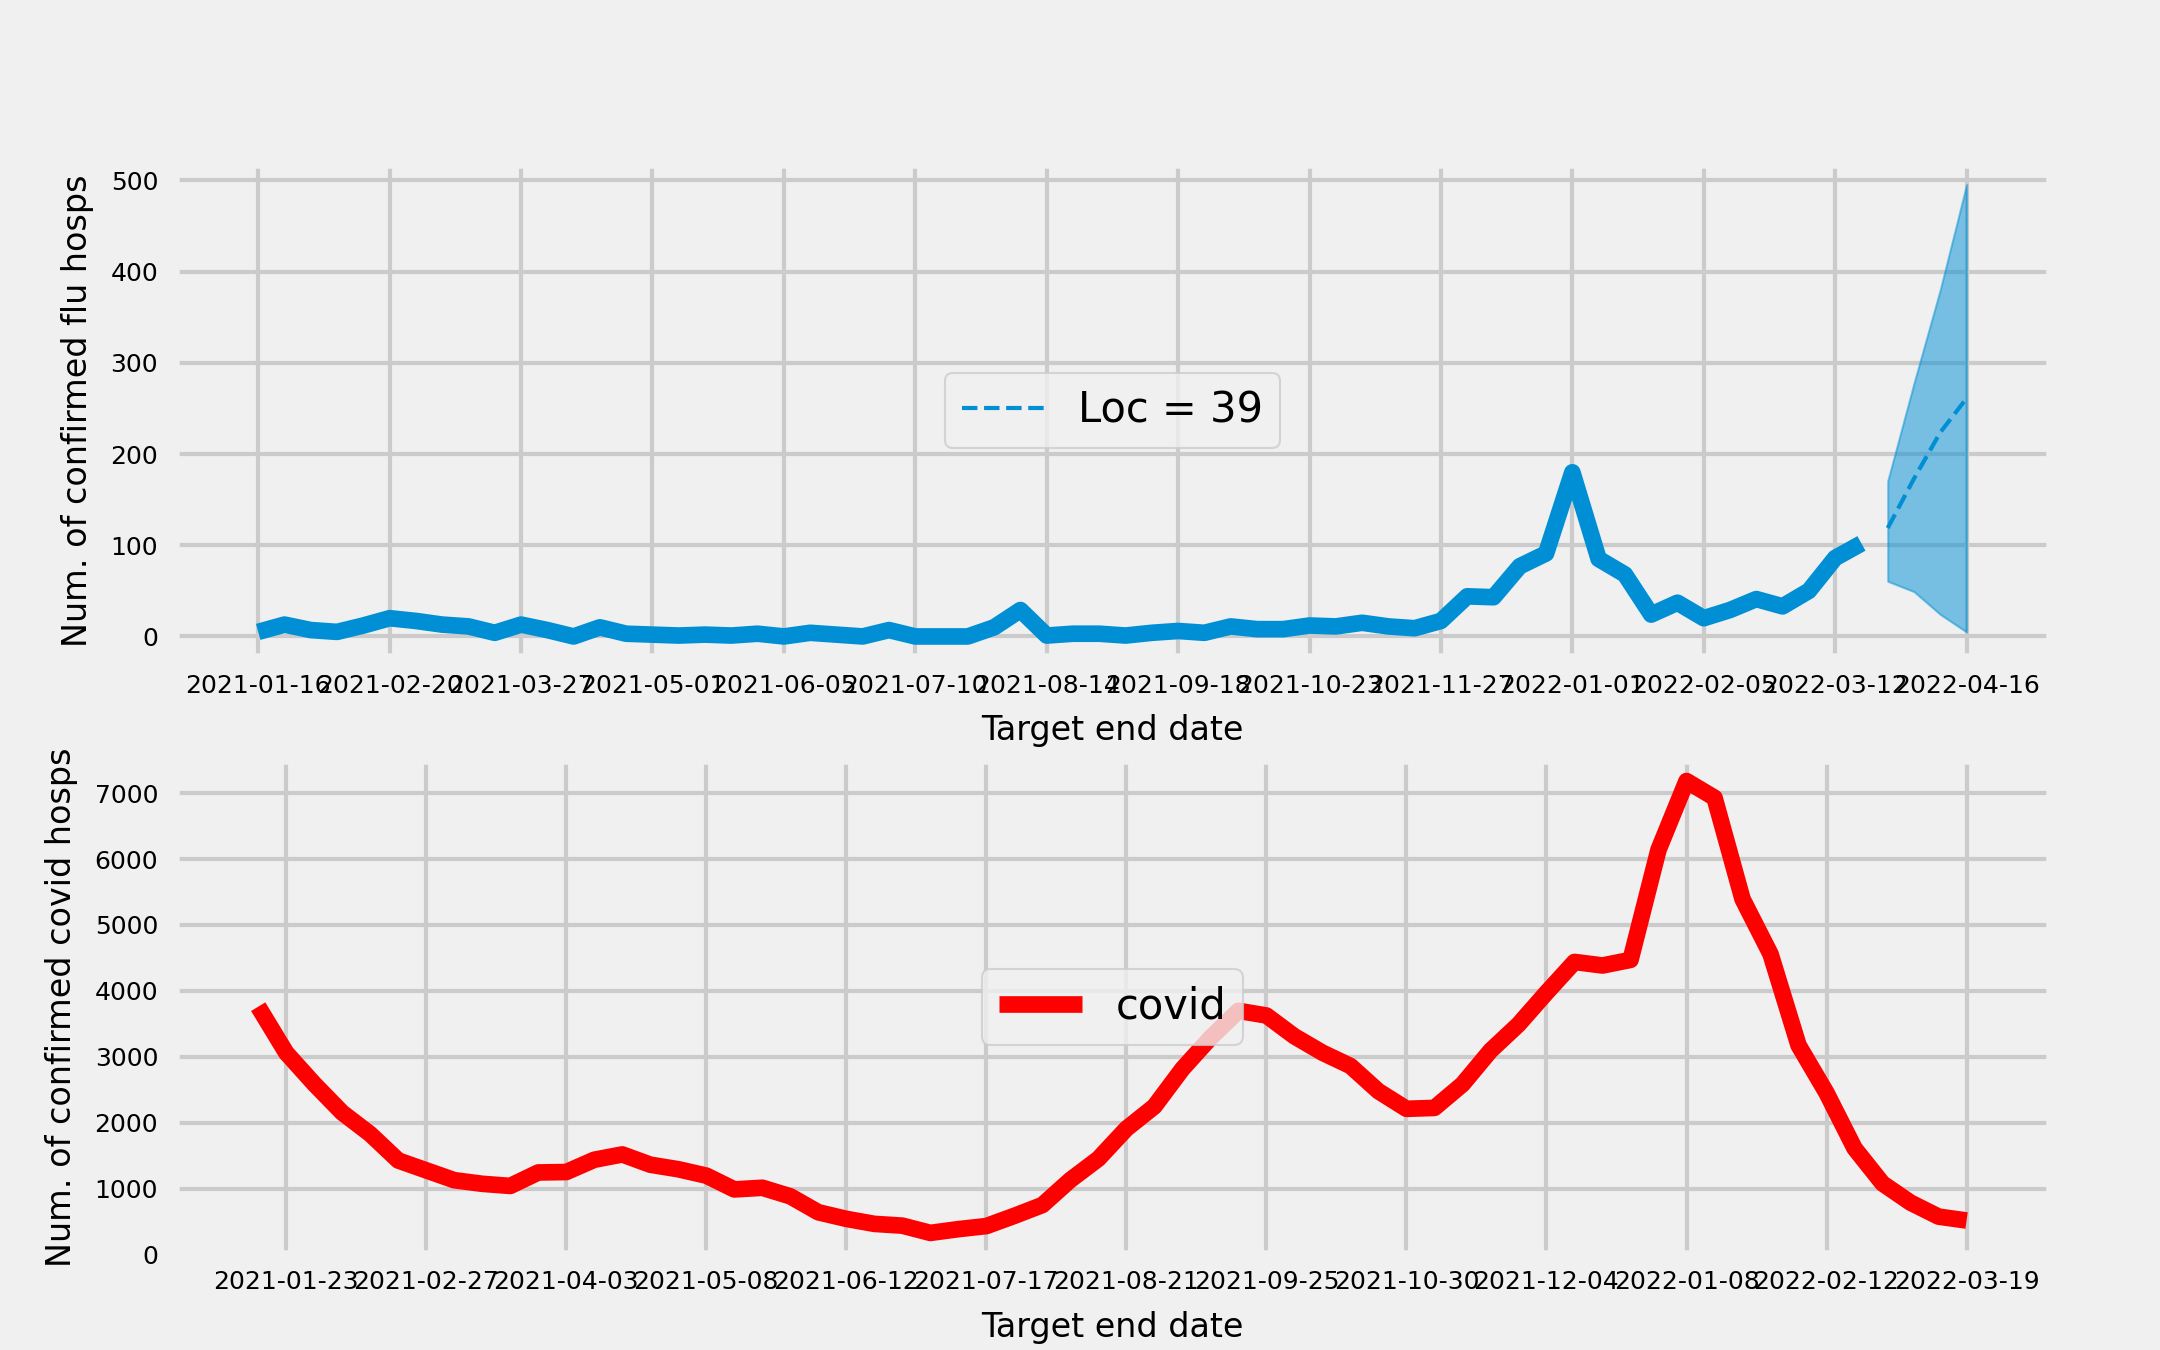 Num. of confirmed flu hosps
500
400
300
200
100
0
Loc = 39
2021-01-16 2021-02-20 2021-03-27 2021-05-01 2021-06-05 2021-07-10 2021-08-14 2021-09-18 2021-10-23 2021-11-27 2022-01-01 2022-02-05 2022-03-12 2022-04-16
Target end date
Num. of confirmed covid hosps
7000
6000
5000
4000
3000
2000
1000
0
covid
2021-01-23 2021-02-27 2021-04-03 2021-05-08 2021-06-12 2021-07-17 2021-08-21 2021-09-25 2021-10-30 2021-12-04 2022-01-08 2022-02-12 2022-03-19
Target end date